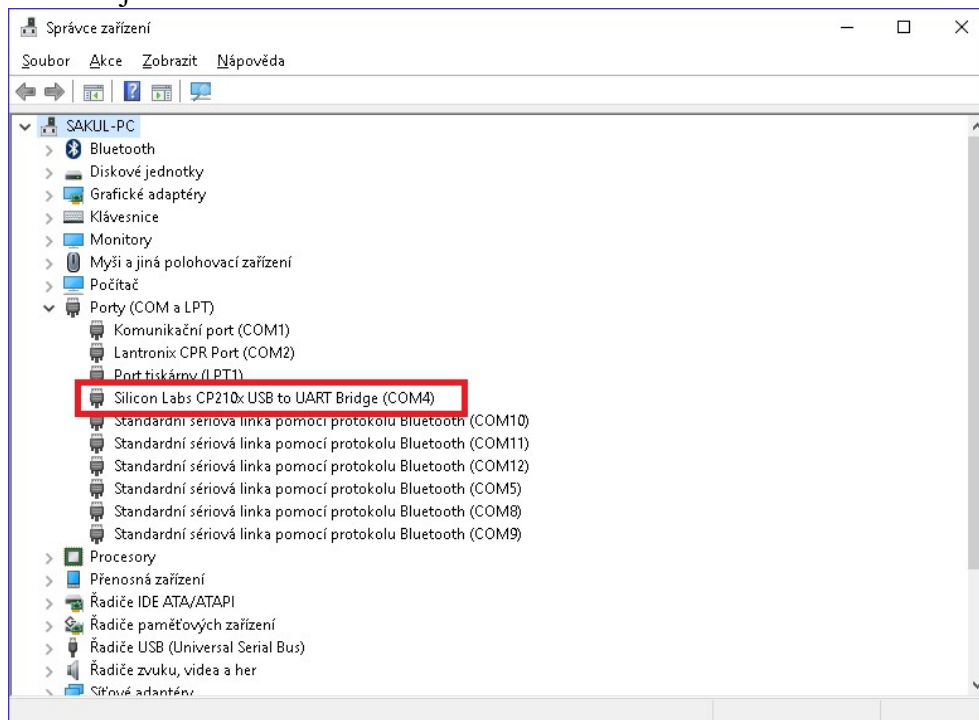 Správce zařízení
Soubor Akce Zobrazit Nápověda
SAKUL-PC
Bluetooth
Diskové jednotky
Grafické adaptéry
Klávesnice
Monitory
Myši a jiná polohovací zařízení
Počítač
Porty (COM a LPT)
Komunikační port (COM1)
Lantronix CPR Port (COM2)
Port tiskárny (LPT1)
Silicon Labs CP210x USB to UART Bridge (COM4)
Standardní sériová linka pomocí protokolu Bluetooth (COM10)
Standardní sériová linka pomocí protokolu Bluetooth (COM11)
Standardní sériová linka pomocí protokolu Bluetooth (COM12)
Standardní sériová linka pomocí protokolu Bluetooth (COM5)
Standardní sériová linka pomocí protokolu Bluetooth (COM8)
Standardní sériová linka pomocí protokolu Bluetooth (COM9)
Procesory
Přenosná zařízení
Řadiče IDE ATA/ATAPI
Řadiče paměťových zařízení
Řadiče USB (Universal Serial Bus)
Řadiče zvuku, videa a her
Síťové adaptéry